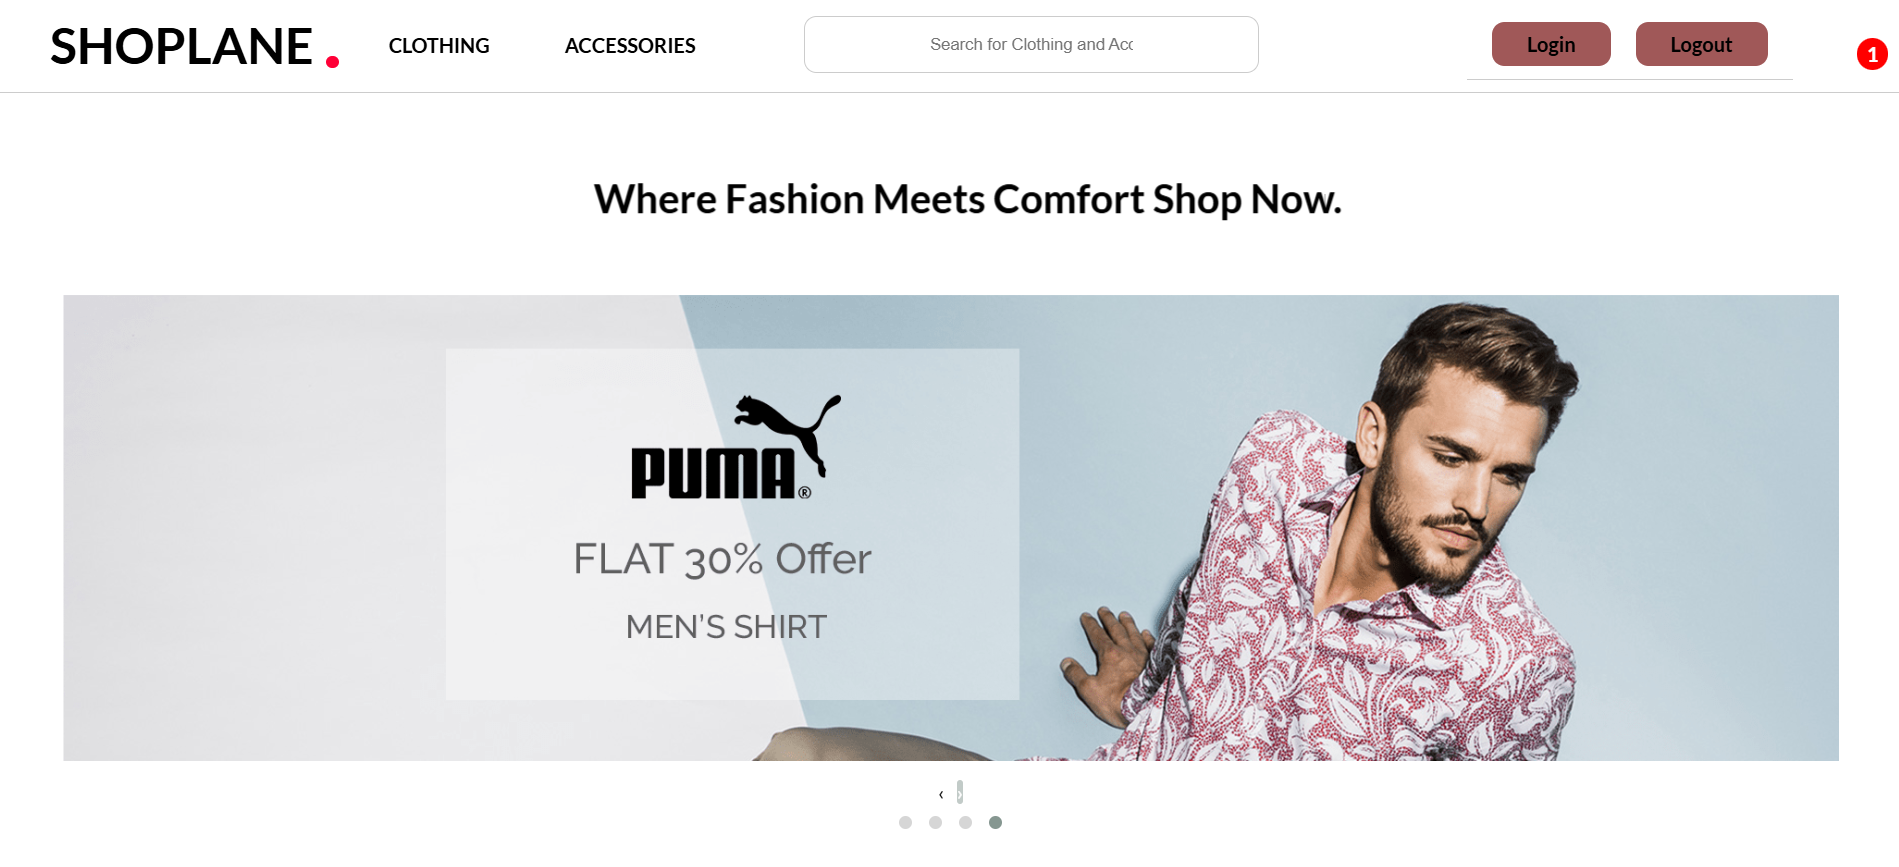 SHOPLANE .
CLOTHING
ACCESSORIES
Search for Clothing and Acc
Login
Logout
1
Where Fashion Meets Comfort Shop Now.
PUMA®
FLAT 30% Offer
MEN'S SHIRT
‹ ›